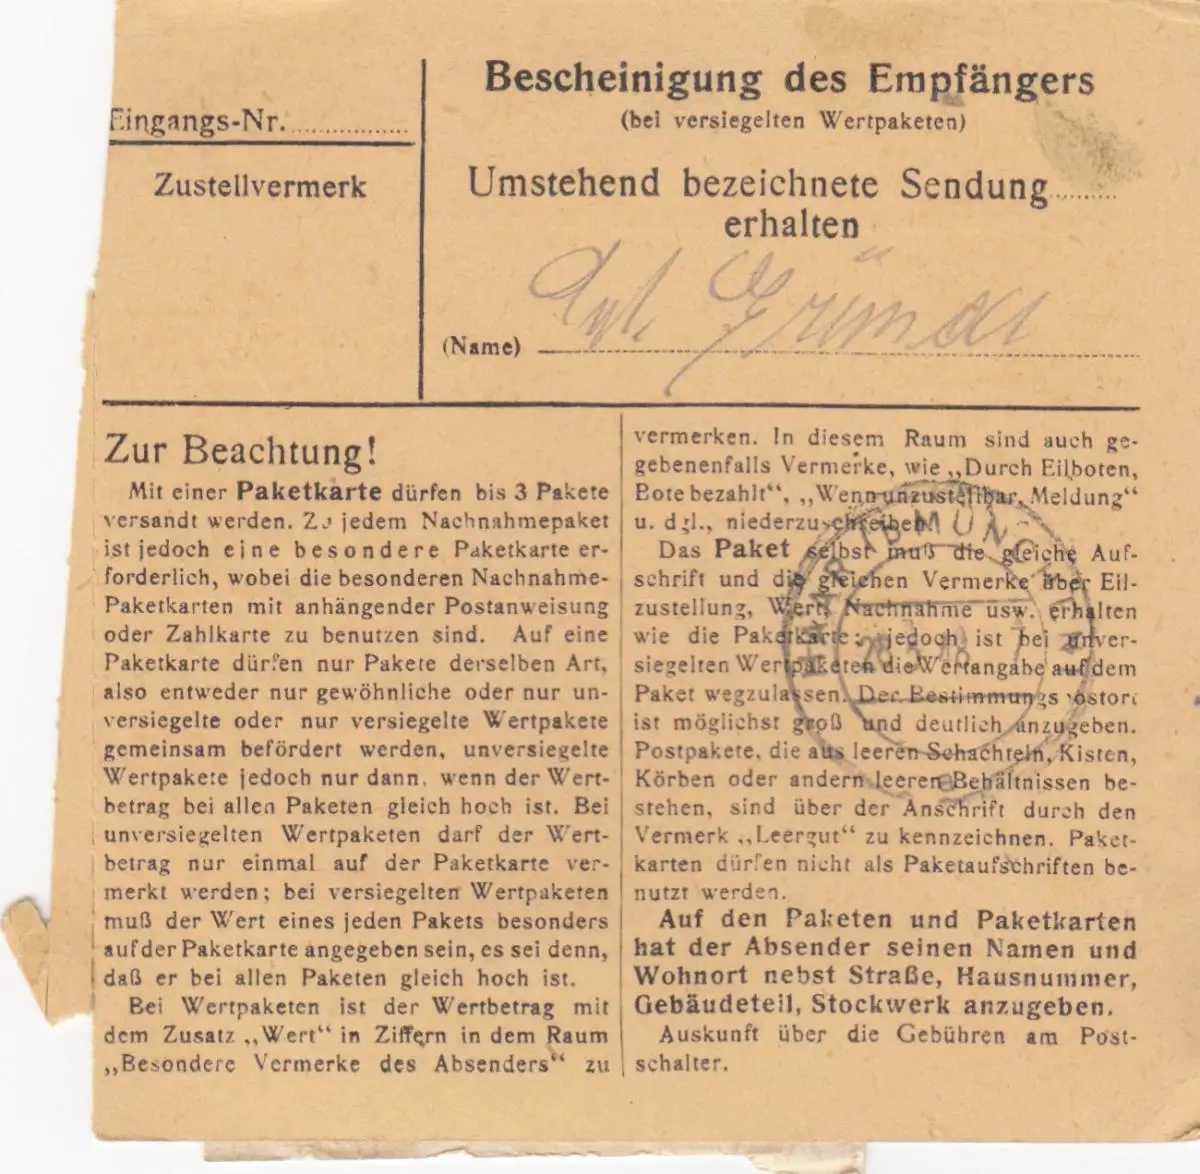 Eingangs-Nr.
Zustellvermerk
Bescheinigung des Empfängers
(bei versiegelten Wertpaketen)
Umstehend bezeichnete Sendung
erhalten
(Name)
Zur Beachtung!
Mit einer Paketkarte dürfen bis 3 Pakete
versandt werden. Zu jedem Nachnahmepaket
ist jedoch eine besondere Paketkarte er-
forderlich, wobei die besonderen Nachnahme-
Paketkarten mit anhängender Postanweisung
oder Zahlkarte zu benutzen sind. Auf eine
Paketkarte dürfen nur Pakete derselben Art,
also entweder nur gewöhnliche oder nur un-
versiegelte oder nur versiegelte Wertpakete
gemeinsam befördert werden, unversiegelte
Wertpakete jedoch nur dann, wenn der Wert-
betrag bei allen Paketen gleich hoch ist. Bei
unversiegelten Wertpaketen darf der Wert-
betrag nur einmal auf der Paketkarte ver-
merkt werden; bei versiegelten Wertpaketen
muß der Wert eines jeden Pakets besonders
auf der Paketkarte angegeben sein, es sei denn,
daß er bei allen Paketen gleich hoch ist.
Bei Wertpaketen ist der Wertbetrag mit
dem Zusatz „Wert“ in Ziffern in dem Raum
„Besondere Vermerke des Absenders“ zu
vermerken. In diesem Raum sind auch ge-
gebenenfalls Vermerke, wie „Durch Eilboten,
Bote bezahlt“, „Wenn unzustellbar, Meldung“
u. dgl., niederzuschreiben.
Das Paket selbst muß die gleiche Auf-
schrift und die gleichen Vermerke über Eil-
zustellung, Wert, Nachnahme usw. erhalten
wie die Paketkarte; jedoch ist bei unver-
siegelten Wertpaketen die Wertangabe auf dem
Paket wegzulassen. Der Bestimmungspostort
ist möglichst groß und deutlich anzugeben.
Postpakete, die aus leeren Schachteln, Kisten,
Körben oder andern leeren Behältnissen be-
stehen, sind über der Anschrift durch den
Vermerk „Leergut“ zu kennzeichnen. Paket-
karten dürfen nicht als Paketaufschriften be-
nutzt werden.
Auf den Paketen und Paketkarten
hat der Absender seinen Namen und
Wohnort nebst Straße, Hausnummer,
Gebäudeteil, Stockwerk anzugeben.
Auskunft über die Gebühren am Post-
schalter.